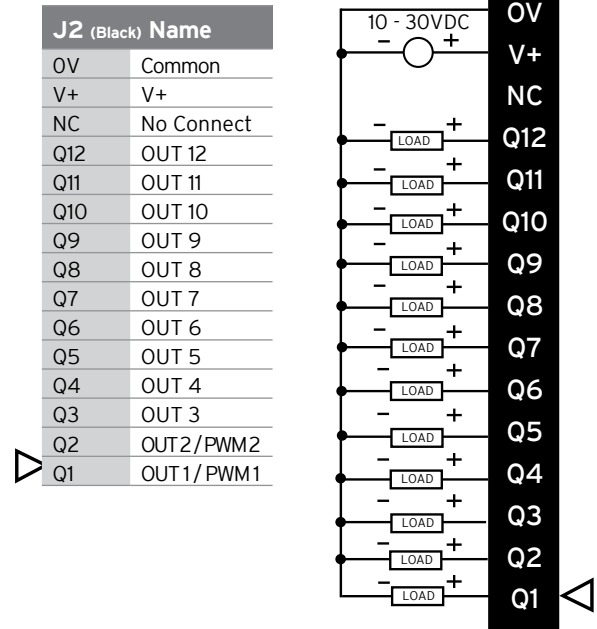 J2 (Black) Name
0V Common
V+ V+
NC No Connect
Q12 OUT 12
Q11 OUT 11
Q10 OUT 10
Q9 OUT 9
Q8 OUT 8
Q7 OUT 7
Q6 OUT 6
Q5 OUT 5
Q4 OUT 4
Q3 OUT 3
Q2 OUT2/PWM2
Q1 OUT1/PWM1
0V
10 - 30VDC
− + V+
NC
− LOAD + Q12
− LOAD + Q11
− LOAD + Q10
− LOAD + Q9
− LOAD + Q8
− LOAD + Q7
− LOAD + Q6
− LOAD + Q5
− LOAD + Q4
− LOAD + Q3
− LOAD + Q2
− LOAD + Q1